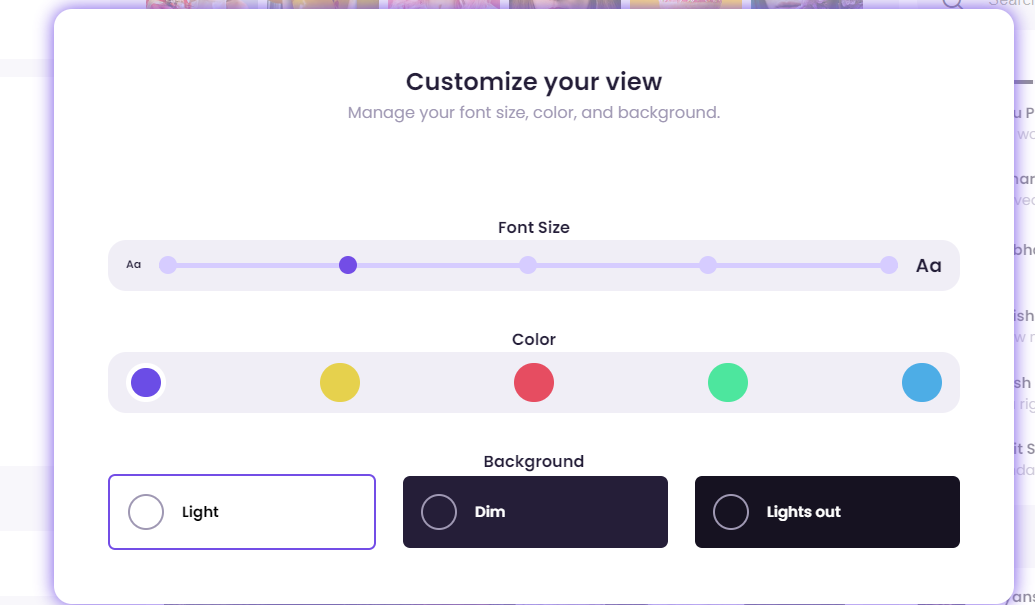 Customize your view
Manage your font size, color, and background.
Font Size
Aa
Aa
Color
Background
Light
Dim
Lights out